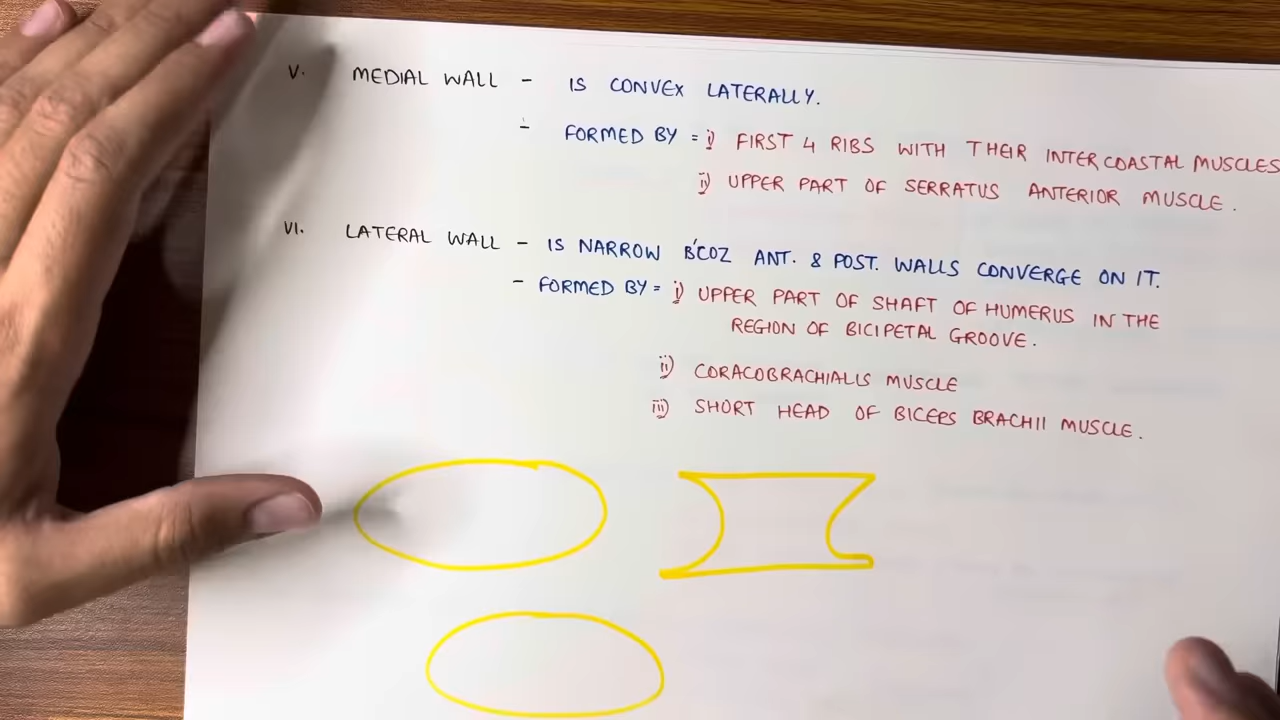 V. MEDIAL WALL - IS CONVEX LATERALLY.
- FORMED BY = i) FIRST 4 RIBS WITH THEIR INTERCOASTAL MUSCLES
ii) UPPER PART OF SERRATUS ANTERIOR MUSCLE.
VI. LATERAL WALL - IS NARROW B'COZ ANT. & POST. WALLS CONVERGE ON IT.
- FORMED BY = i) UPPER PART OF SHAFT OF HUMERUS IN THE
REGION OF BICIPETAL GROOVE.
ii) CORACOBRACHIALIS MUSCLE
iii) SHORT HEAD OF BICEPS BRACHII MUSCLE.